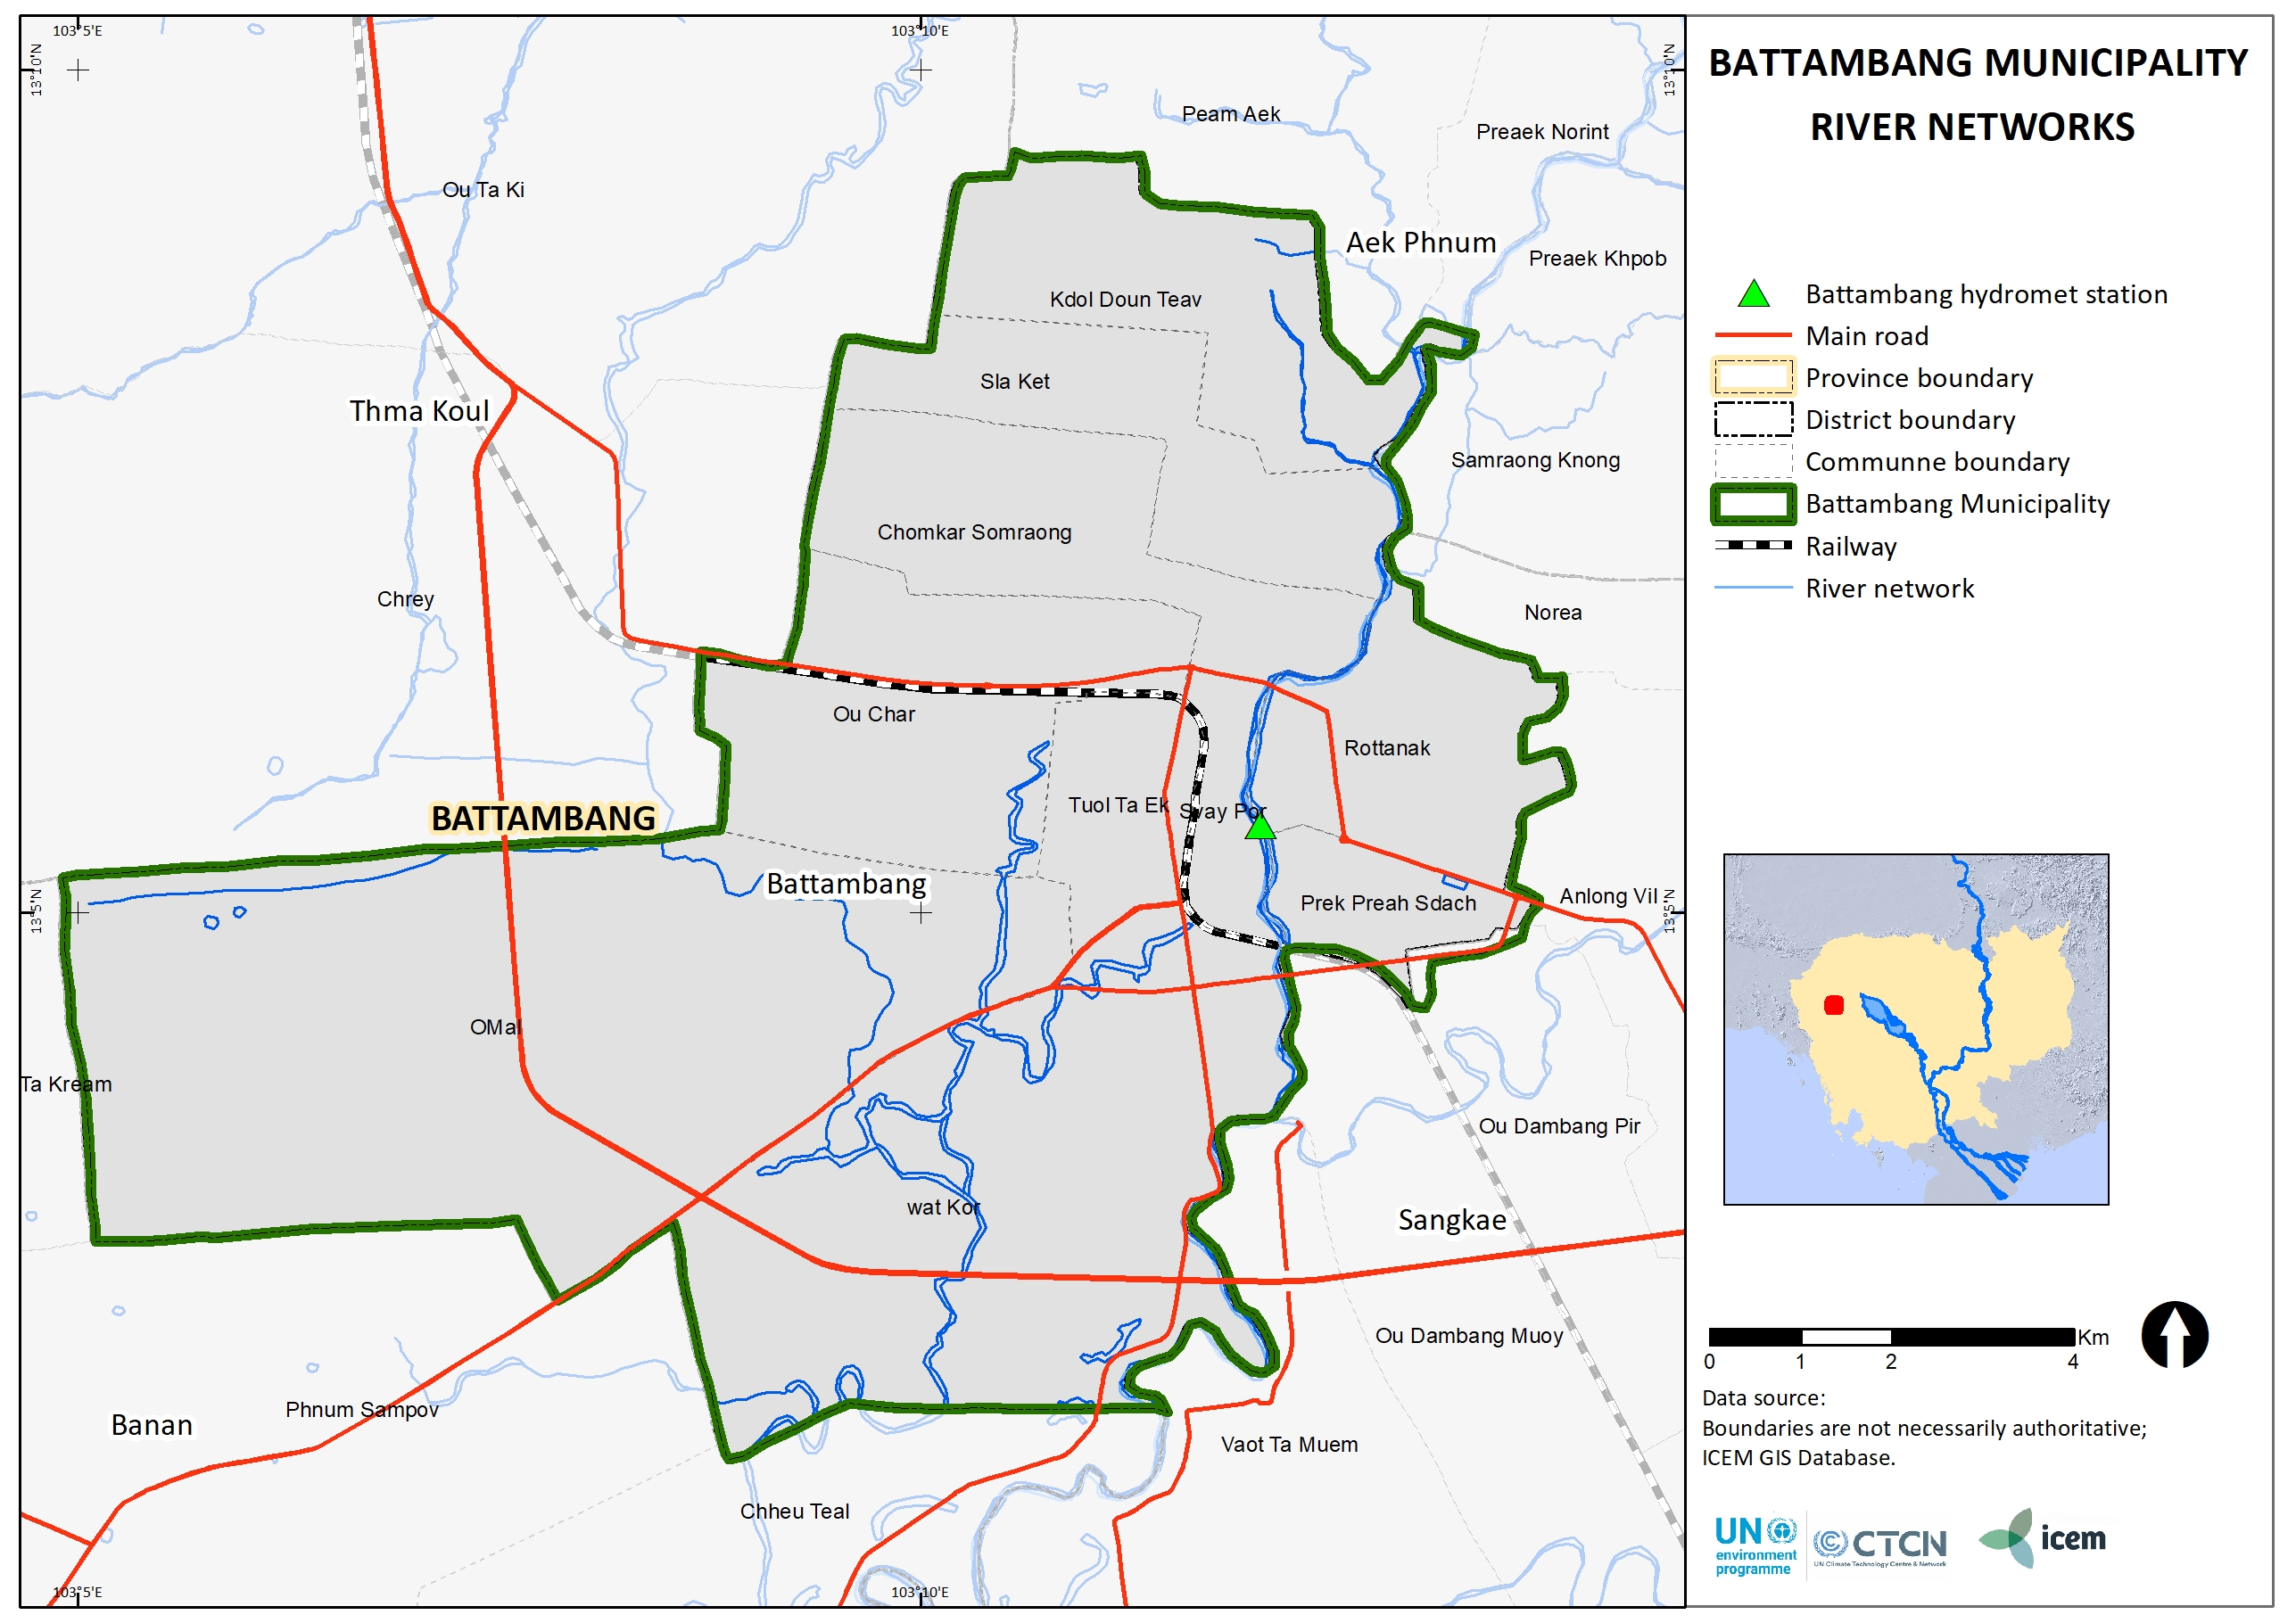 103°5'E
103°10'E
13°10'N
13°10'N
BATTAMBANG MUNICIPALITY
RIVER NETWORKS
Peam Aek
Preaek Norint
Ou Ta Ki
Aek Phnum
Preaek Khpob
Kdol Doun Teav
Sla Ket
Thma Koul
Samraong Knong
Chomkar Somraong
Chrey
Norea
Ou Char
Rottanak
Tuol Ta Ek
Svay Por
BATTAMBANG
Battambang
13°5'N
13°5'N
Prek Preah Sdach
Anlong Vil
OMal
Ta Kream
Ou Dambang Pir
wat Kor
Sangkae
Ou Dambang Muoy
Phnum Sampov
Banan
Vaot Ta Muem
Chheu Teal
103°5'E
103°10'E
Battambang hydromet station
Main road
Province boundary
District boundary
Communne boundary
Battambang Municipality
Railway
River network
Km
0 1 2 4
Data source:
Boundaries are not necessarily authoritative;
ICEM GIS Database.
UN
environment
programme
CTCN
UN Climate Technology Centre & Network
icem